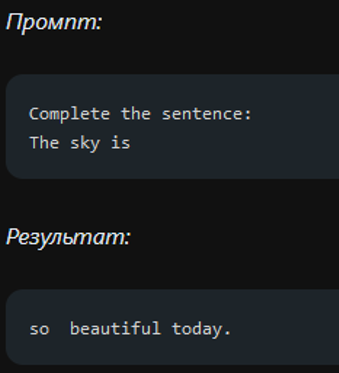 Промпт:
Complete the sentence:
The sky is
Результат:
so  beautiful today.